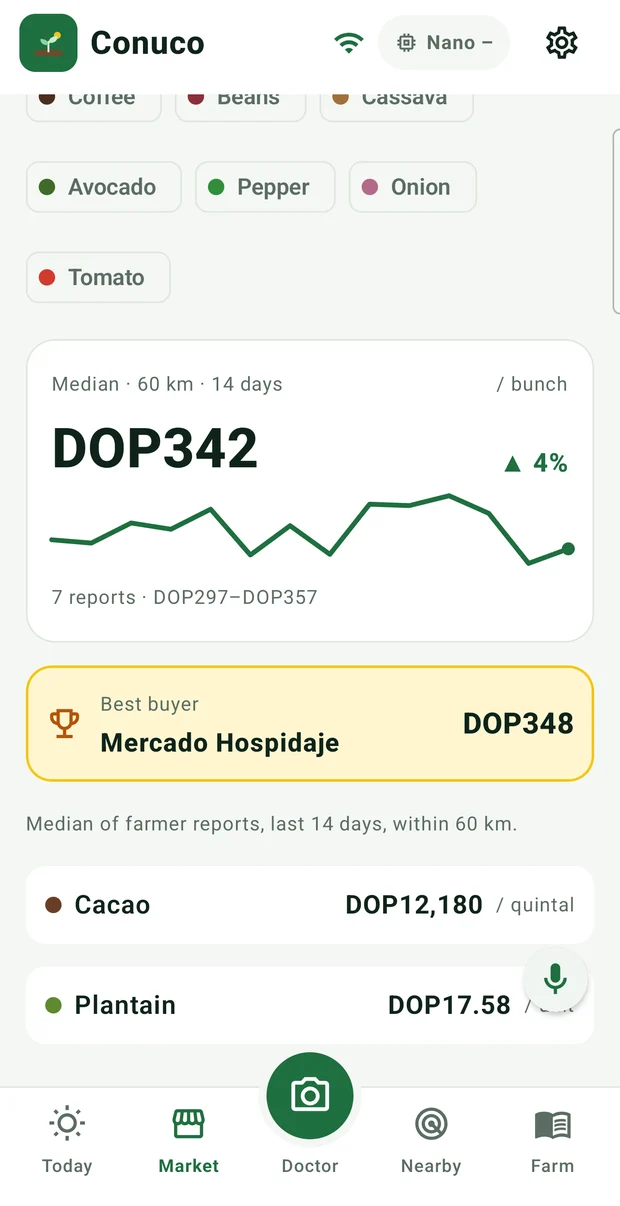 Conuco
Nano –
Coffee
Beans
Cassava
Avocado
Pepper
Onion
Tomato
Median · 60 km · 14 days
/ bunch
DOP342
▲ 4%
7 reports · DOP297–DOP357
Best buyer
Mercado Hospidaje
DOP348
Median of farmer reports, last 14 days, within 60 km.
Cacao
DOP12,180 / quintal
Plantain
DOP17.58 /
Today
Market
Doctor
Nearby
Farm